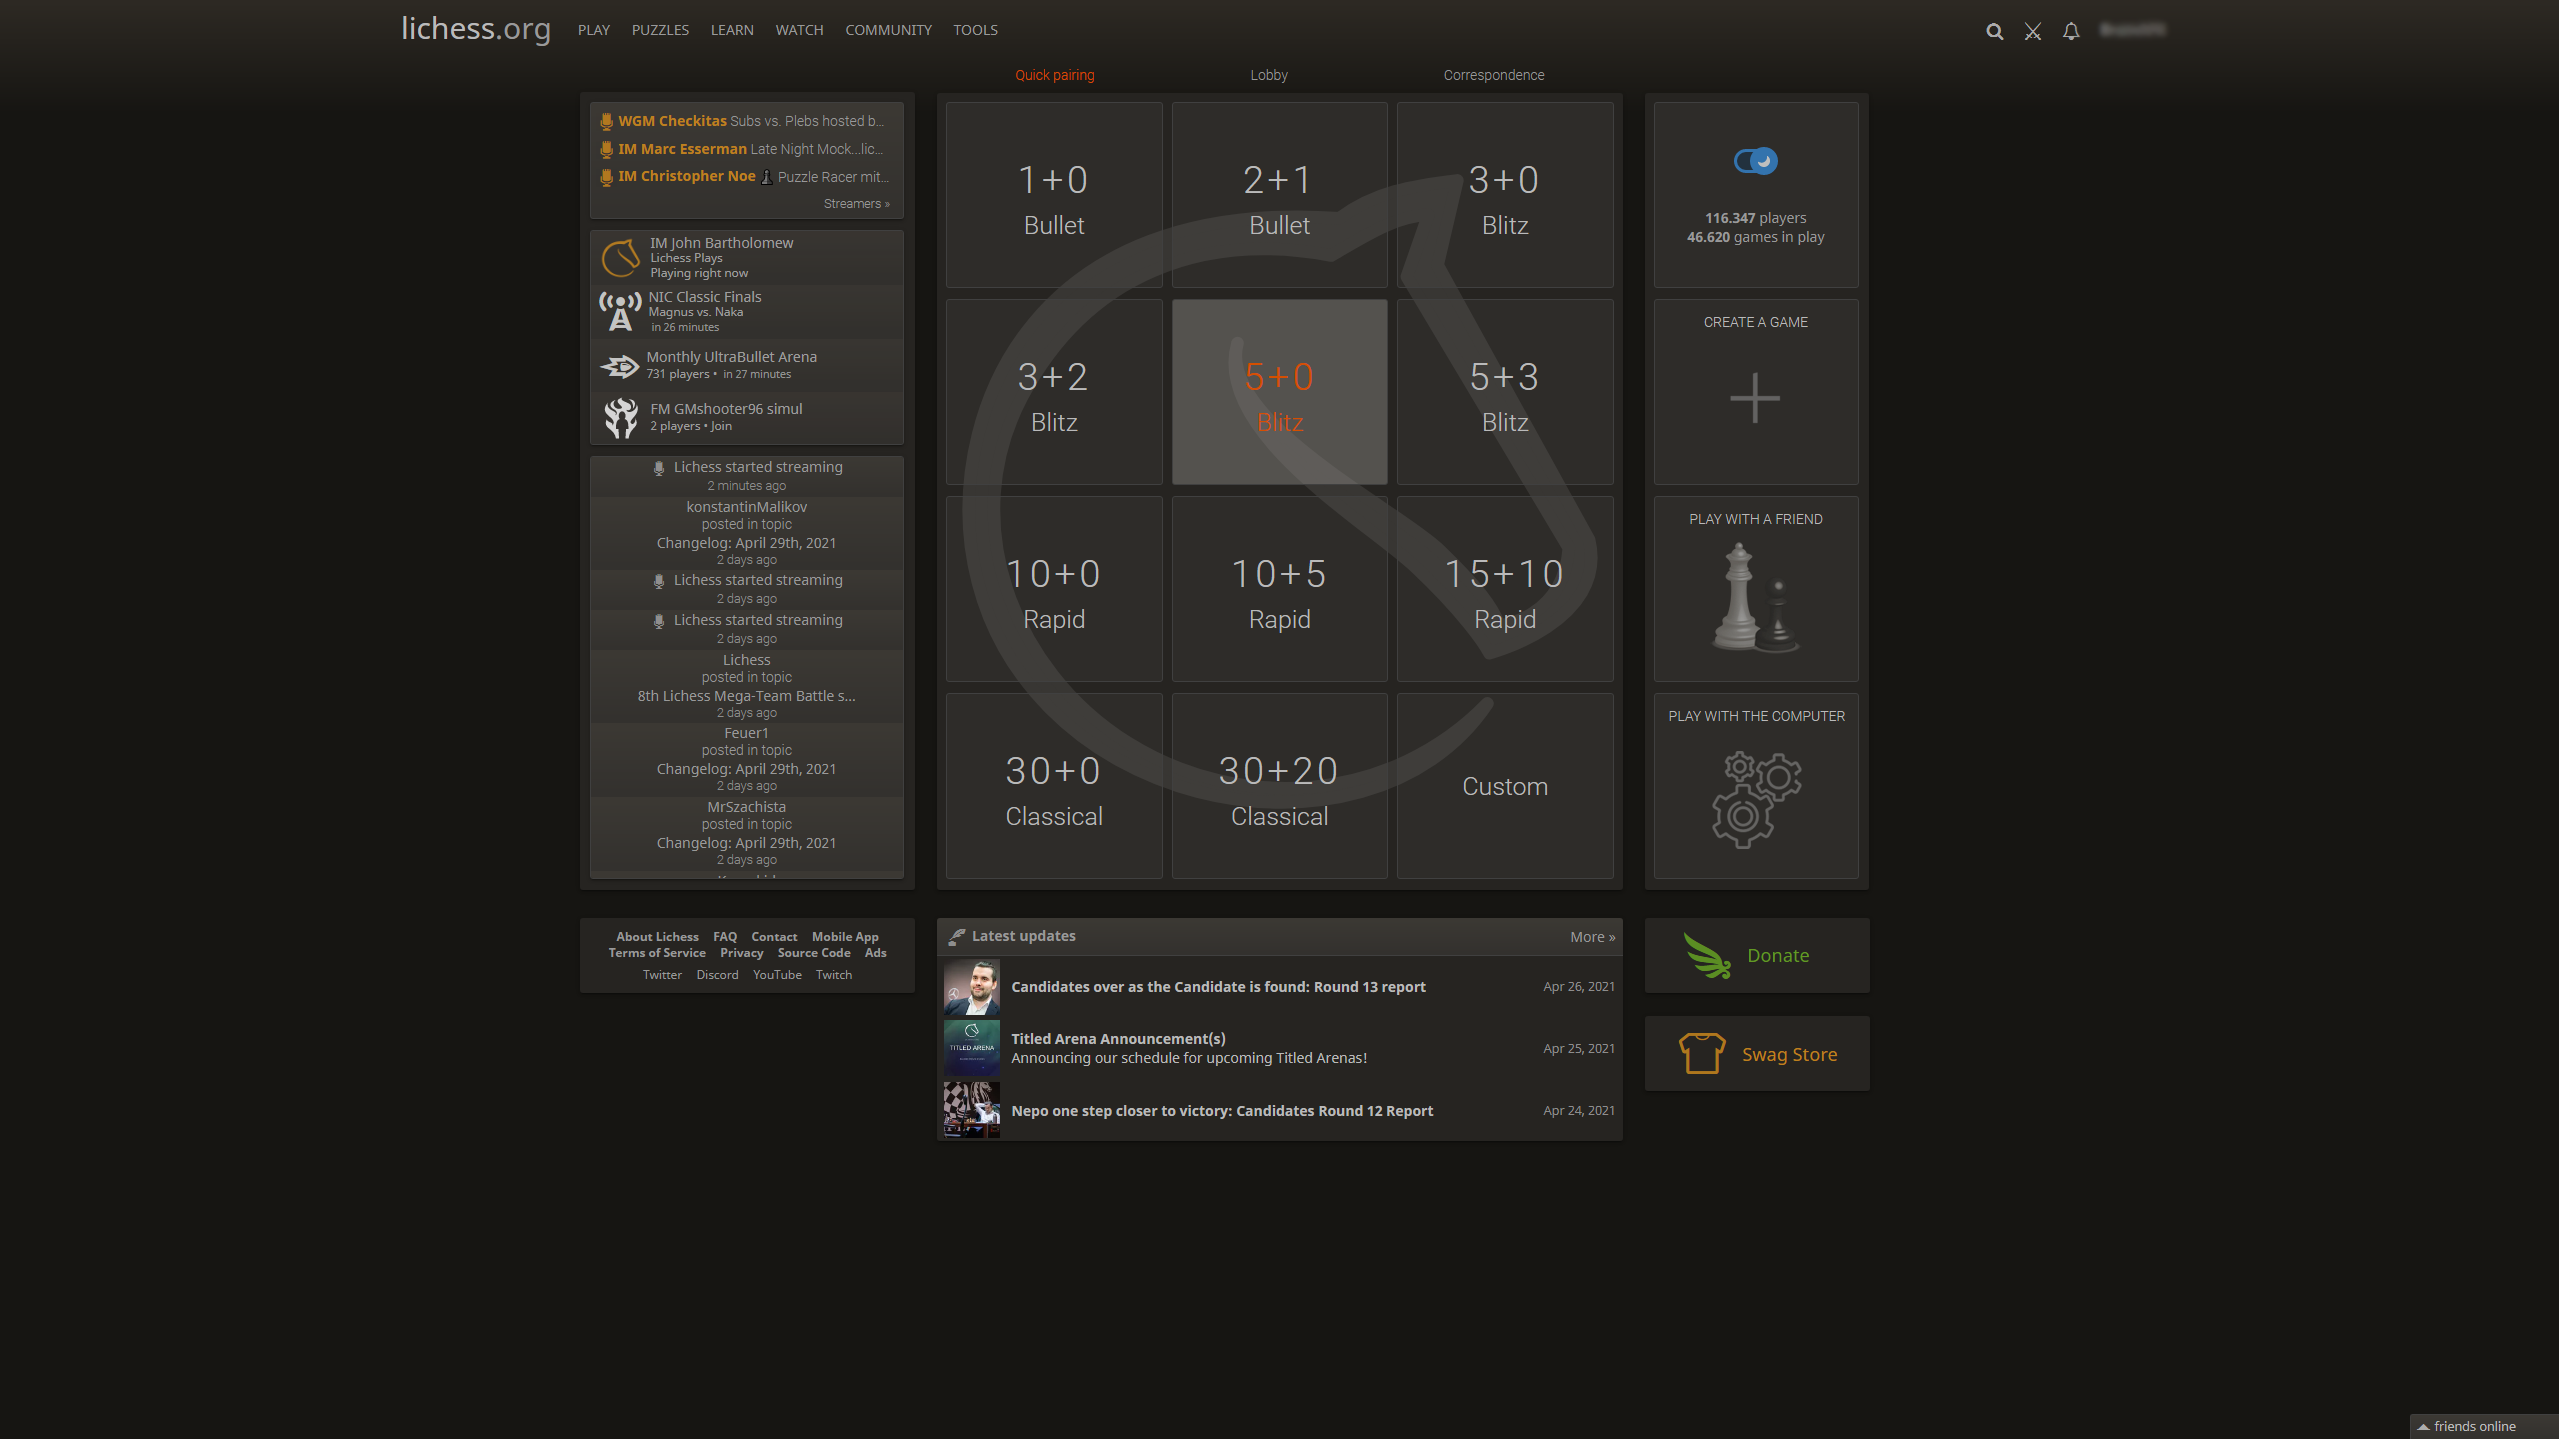 lichess.org
PLAY PUZZLES LEARN WATCH COMMUNITY TOOLS
Quick pairing Lobby Correspondence
WGM Checkitas Subs vs. Plebs hosted b...
IM Marc Esserman Late Night Mock...lic...
IM Christopher Noe Puzzle Racer mit...
Streamers »
IM John Bartholomew
Lichess Plays
Playing right now
NIC Classic Finals
Magnus vs. Naka
in 26 minutes
Monthly UltraBullet Arena
731 players • in 27 minutes
FM GMshooter96 simul
2 players • Join
Lichess started streaming
2 minutes ago
konstantinMalikov
posted in topic
Changelog: April 29th, 2021
2 days ago
Lichess started streaming
2 days ago
Lichess started streaming
2 days ago
Lichess
posted in topic
8th Lichess Mega-Team Battle s...
2 days ago
Feuer1
posted in topic
Changelog: April 29th, 2021
2 days ago
MrSzachista
posted in topic
Changelog: April 29th, 2021
2 days ago
1+0
Bullet
2+1
Bullet
3+0
Blitz
3+2
Blitz
5+0
Blitz
5+3
Blitz
10+0
Rapid
10+5
Rapid
15+10
Rapid
30+0
Classical
30+20
Classical
Custom
116.347 players
46.620 games in play
CREATE A GAME
PLAY WITH A FRIEND
PLAY WITH THE COMPUTER
About Lichess FAQ Contact Mobile App
Terms of Service Privacy Source Code Ads
Twitter Discord YouTube Twitch
Latest updates More »
Candidates over as the Candidate is found: Round 13 report Apr 26, 2021
TITLED ARENA
Titled Arena Announcement(s)
Announcing our schedule for upcoming Titled Arenas! Apr 25, 2021
Nepo one step closer to victory: Candidates Round 12 Report Apr 24, 2021
Donate
Swag Store
friends online